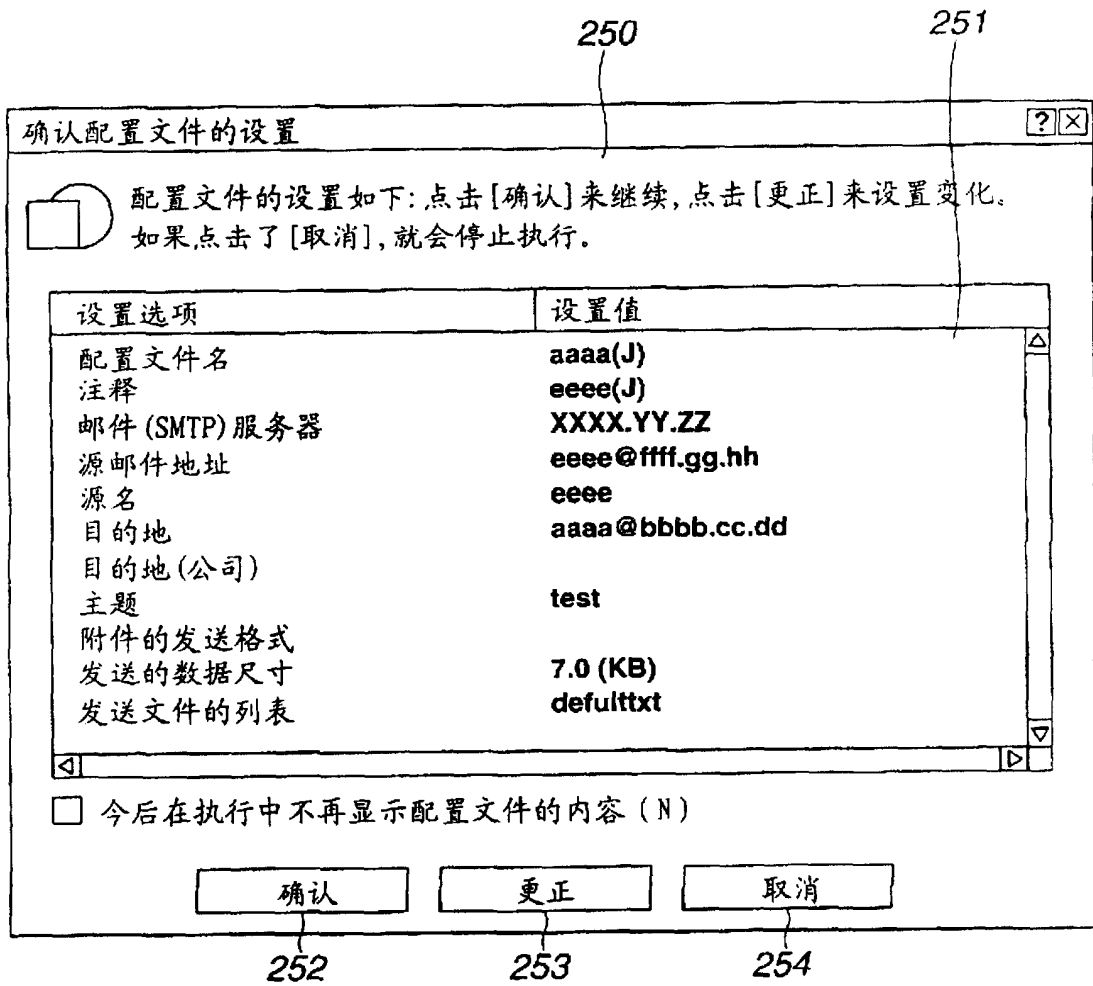 250
251
确认配置文件的设置
?
配置文件的设置如下:点击[确认]来继续,点击[更正]来设置变化。
如果点击了[取消],就会停止执行。
设置选项 设置值
配置文件名 aaaa(J)
注释 eeee(J)
邮件(SMTP)服务器 XXXX.YY.ZZ
源邮件地址 eeee@ffff.gg.hh
源名 eeee
目的地 aaaa@bbbb.cc.dd
目的地(公司)
主题 test
附件的发送格式
发送的数据尺寸 7.0 (KB)
发送文件的列表 defulttxt
今后在执行中不再显示配置文件的内容(N)
确认 更正 取消
252 253 254